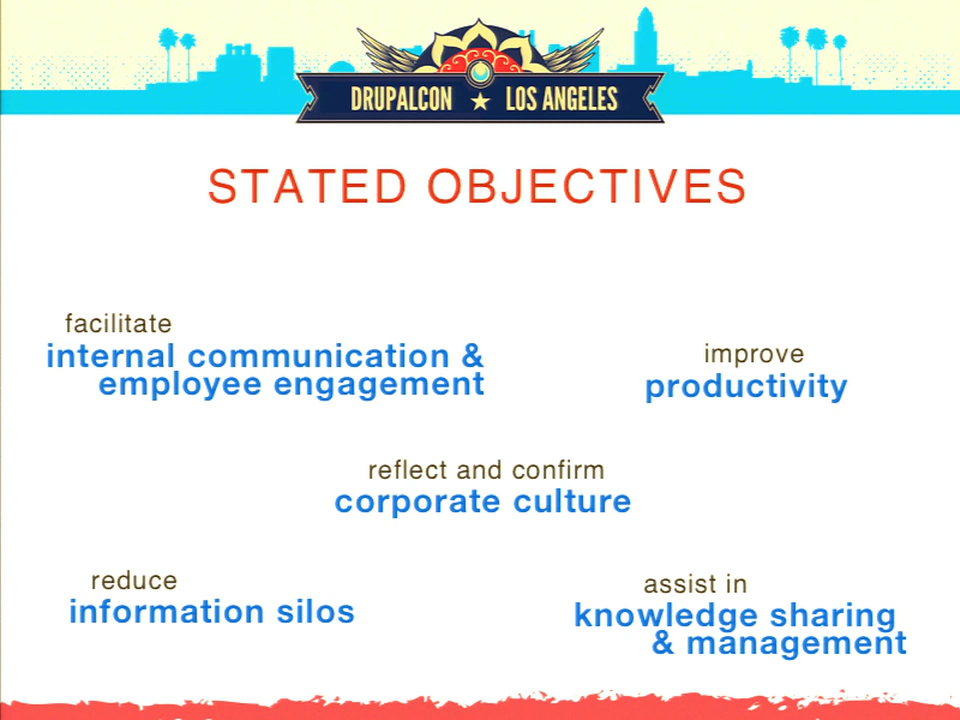 DRUPALCON ★ LOS ANGELES
STATED OBJECTIVES
facilitate
internal communication &
employee engagement
improve
productivity
reflect and confirm
corporate culture
reduce
information silos
assist in
knowledge sharing
& management